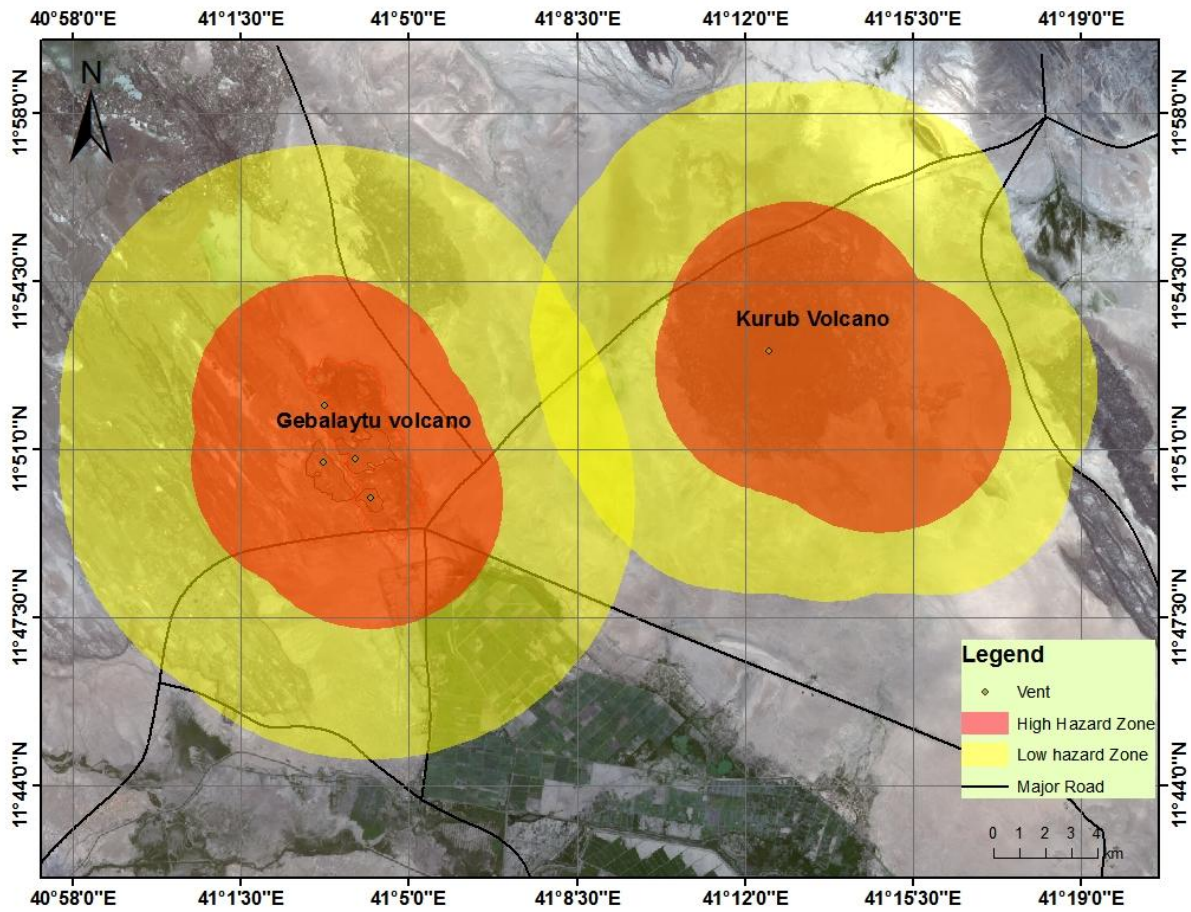 40°58'0"E 41°1'30"E 41°5'0"E 41°8'30"E 41°12'0"E 41°15'30"E 41°19'0"E
N
11°58'0"N 11°58'0"N
11°54'30"N 11°54'30"N
Kurub Volcano
Gebalaytu volcano
11°51'0"N 11°51'0"N
11°47'30"N 11°47'30"N
Legend
Vent
High Hazard Zone
Low hazard Zone
Major Road
11°44'0"N 11°44'0"N
0 1 2 3 4
km
40°58'0"E 41°1'30"E 41°5'0"E 41°8'30"E 41°12'0"E 41°15'30"E 41°19'0"E